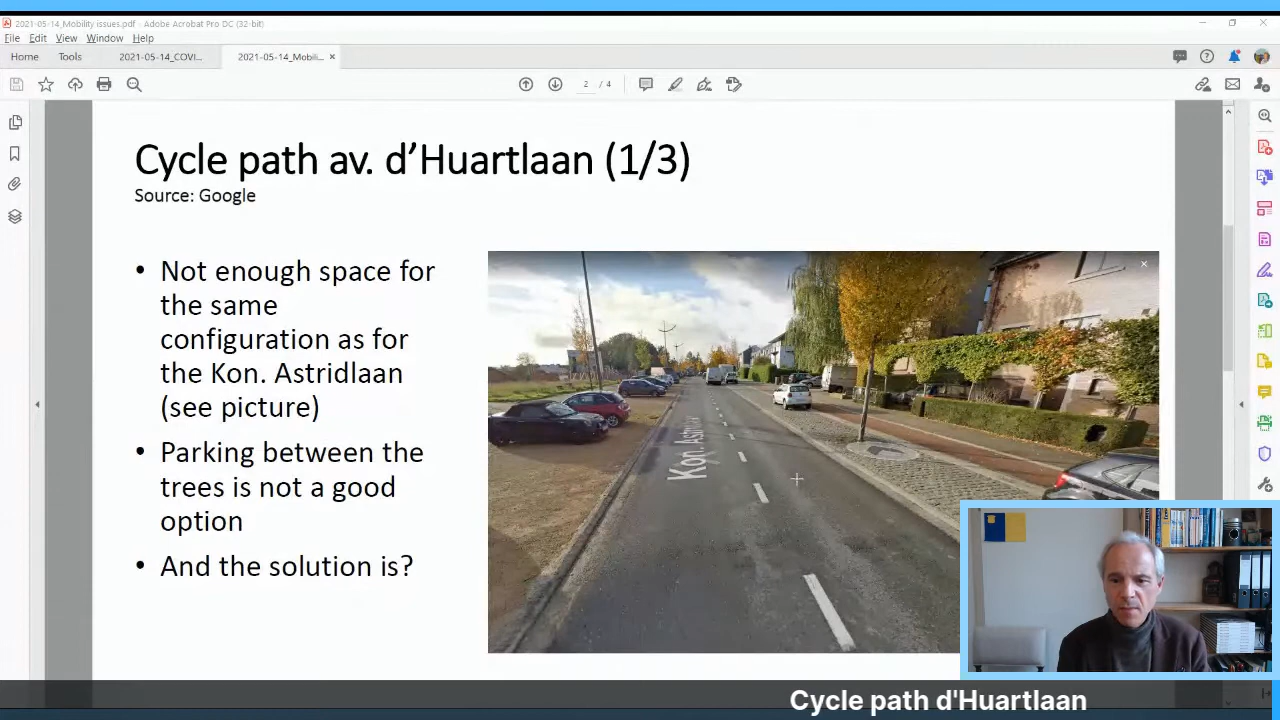 2021-05-14_Mobility issues.pdf - Adobe Acrobat Pro DC (32-bit)
File Edit View Window Help
Home Tools 2021-05-14_COVI... 2021-05-14_Mobili... ×
2 / 4
Cycle path av. d’Huartlaan (1/3)
Source: Google
• Not enough space for
the same
configuration as for
the Kon. Astridlaan
(see picture)
• Parking between the
trees is not a good
option
• And the solution is?
Kon. Astridlaan
Cycle path d'Huartlaan